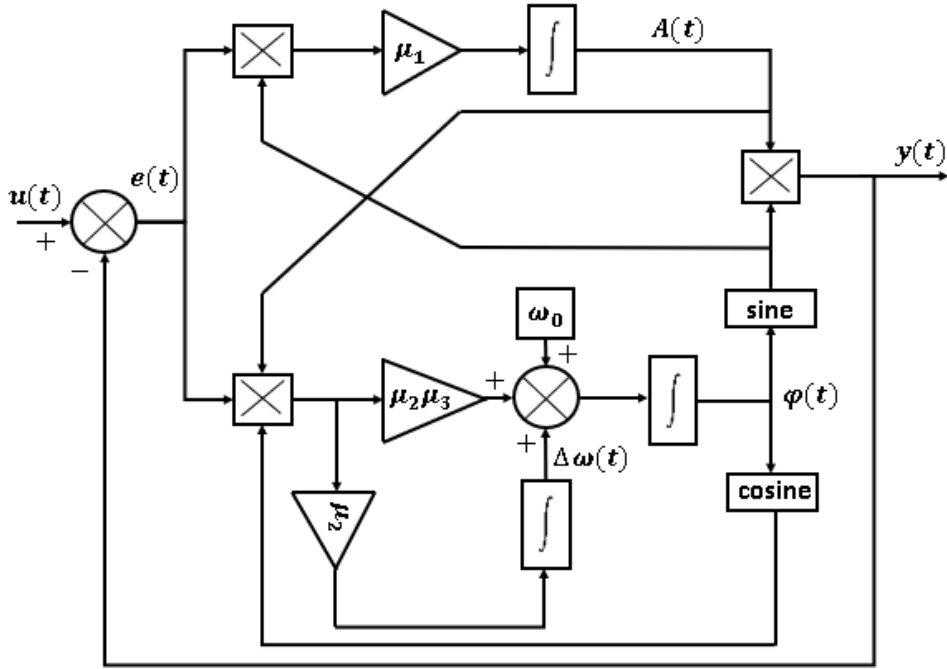 A(t)
μ₁
∫
y(t)
e(t)
u(t)
+
−
sine
ω₀
+
μ₂μ₃
+
∫
φ(t)
+
Δω(t)
cosine
μ₂
∫